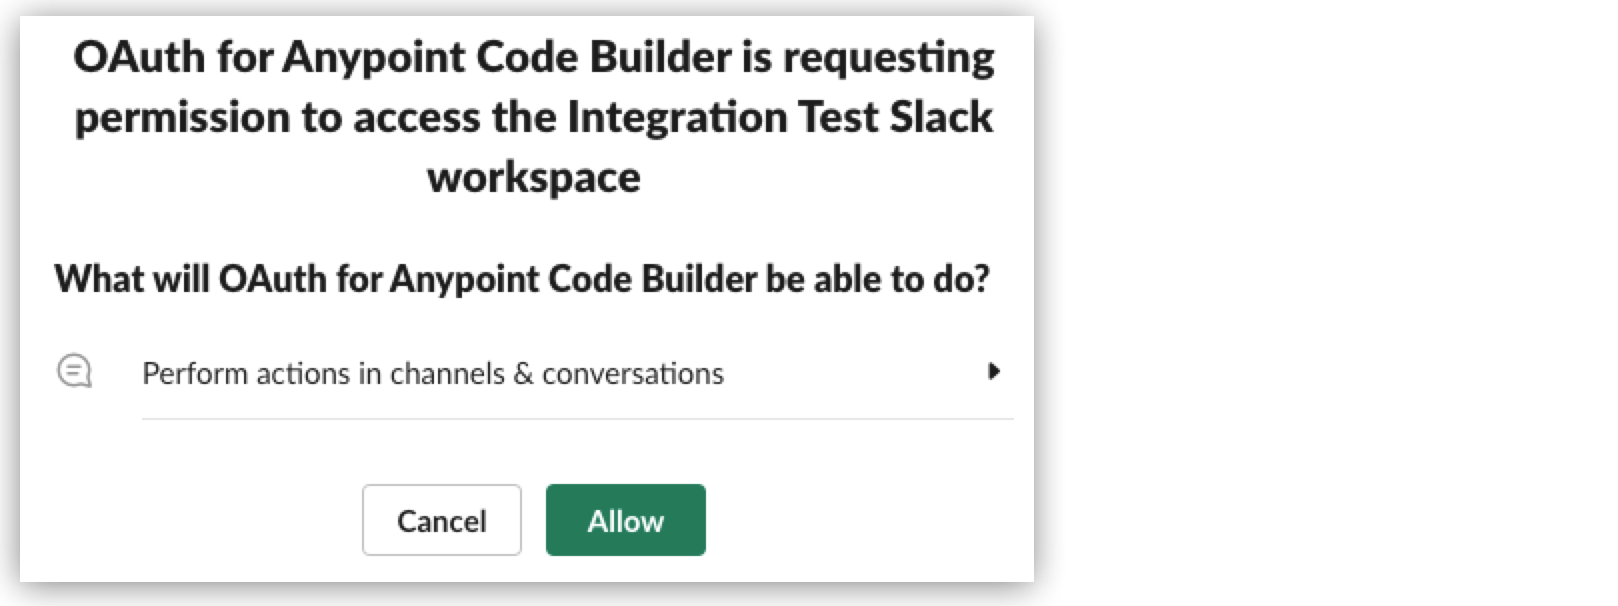 OAuth for Anypoint Code Builder is requesting
permission to access the Integration Test Slack
workspace
What will OAuth for Anypoint Code Builder be able to do?
Perform actions in channels & conversations
Cancel
Allow